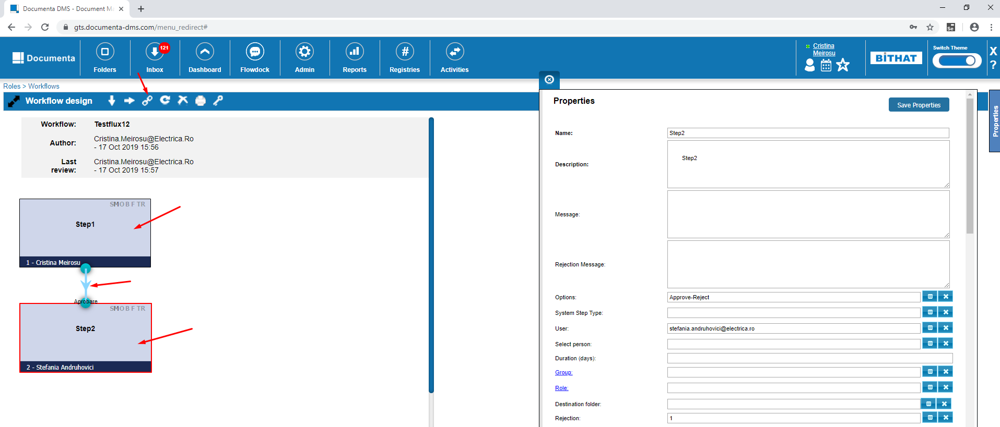 Documenta DMS - Document Ma
gts.documenta-dms.com/menu_redirect#
Se
Documenta
Folders
121
Inbox
Dashboard
Flowdock
Admin
Reports
#
Registries
Activities
Cristina
Meirosu
BITHAT
Switch Theme
X
?
Roles > Workflows
Workflow design
Workflow: Testflux12
Author: Cristina.Meirosu@Electrica.Ro
- 17 Oct 2019 15:56
Last review: Cristina.Meirosu@Electrica.Ro
- 17 Oct 2019 15:57
SMOBFTR
Step1
1 - Cristina Meirosu
Aprobare
SMOBFTR
Step2
2 - Stefania Andruhovici
Properties
Save Properties
Properties
Name: Step2
Description: Step2
Message:
Rejection Message:
Options: Approve-Reject
System Step Type:
User: stefania.andruhovici@electrica.ro
Select person:
Duration (days):
Group:
Role:
Destination folder:
Rejection: 1